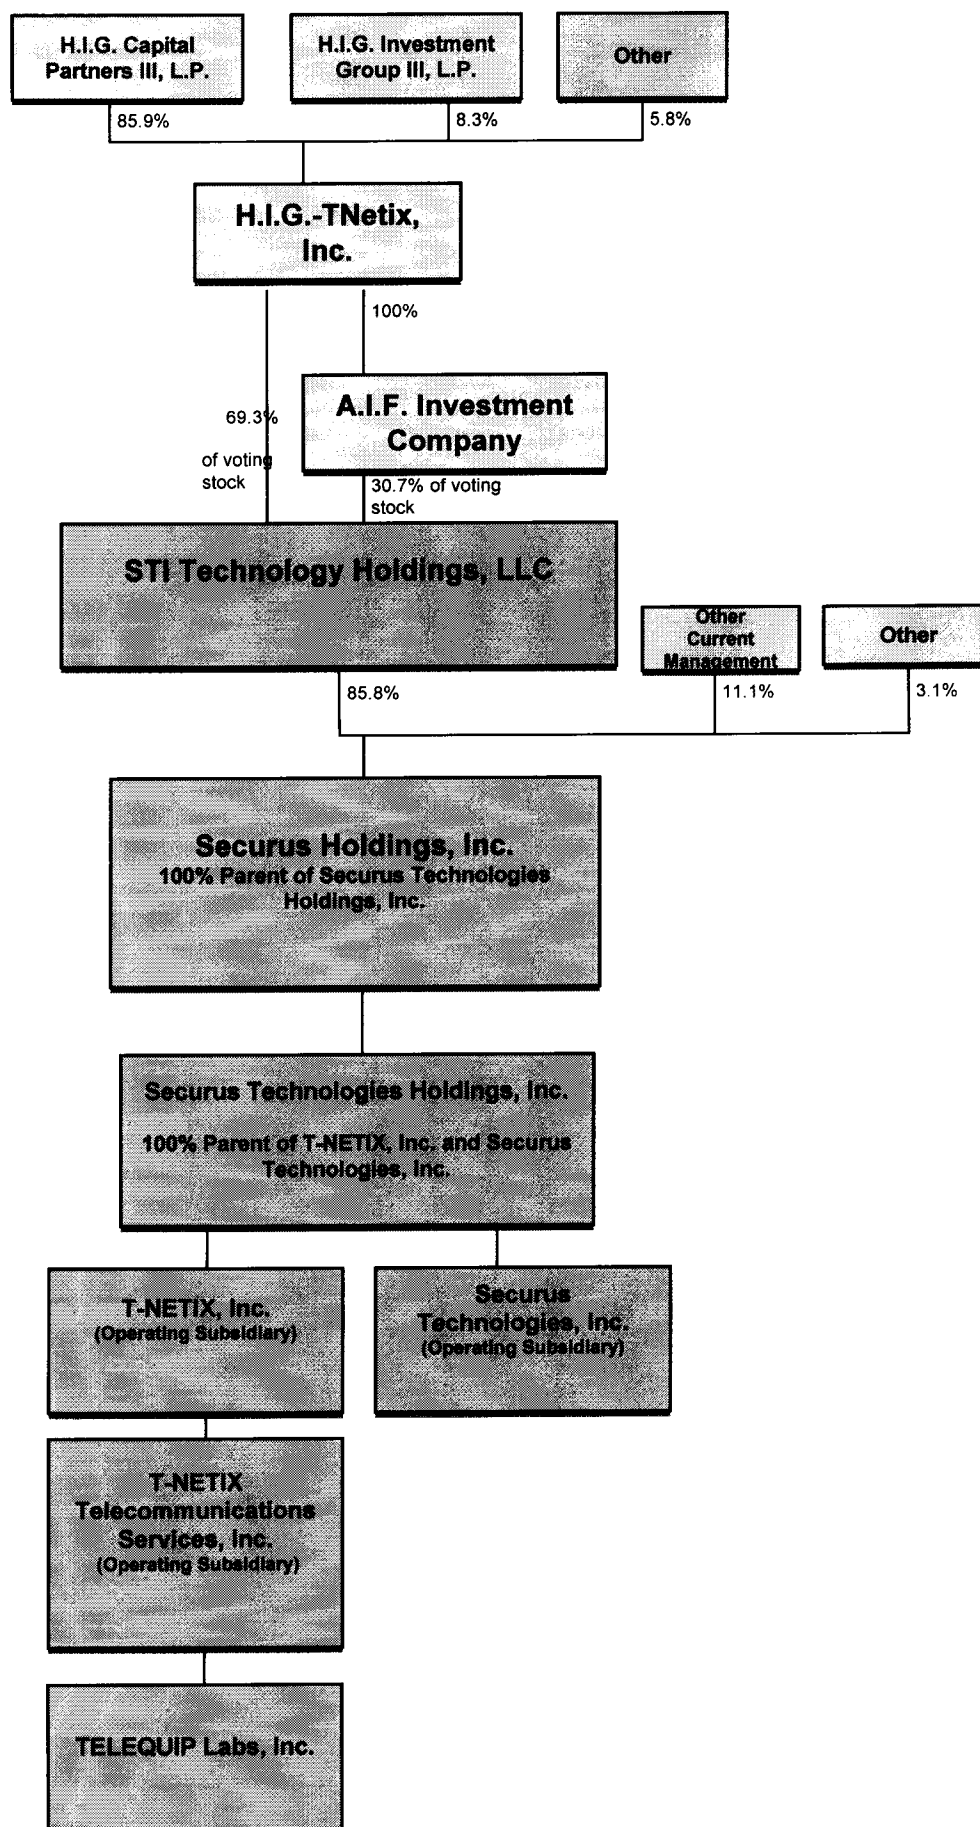 H.I.G. Capital
Partners III, L.P.
H.I.G. Investment
Group III, L.P.
Other
85.9%
8.3%
5.8%
H.I.G.-TNetix,
Inc.
100%
A.I.F. Investment
Company
69.3%
of voting
stock
30.7% of voting
stock
STI Technology Holdings, LLC
Other
Current
Management
Other
85.8%
11.1%
3.1%
Securus Holdings, Inc.
100% Parent of Securus Technologies
Holdings, Inc.
Securus Technologies Holdings, Inc.
100% Parent of T-NETIX, Inc. and Securus
Technologies, Inc.
T-NETIX, Inc.
(Operating Subsidiary)
Securus
Technologies, Inc.
(Operating Subsidiary)
T-NETIX
Telecommunications
Services, Inc.
(Operating Subsidiary)
TELEQUIP Labs, Inc.